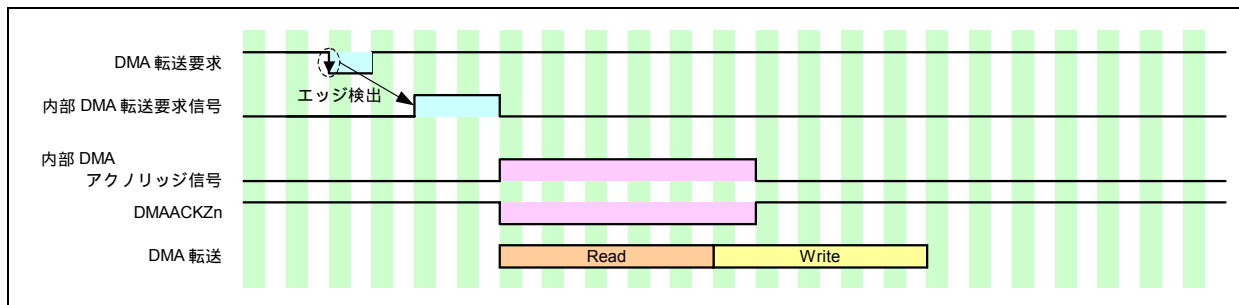 DMA 転送要求
エッジ検出
内部 DMA 転送要求信号
内部 DMA
アクノリッジ信号
DMAACKZn
DMA 転送
Read
Write